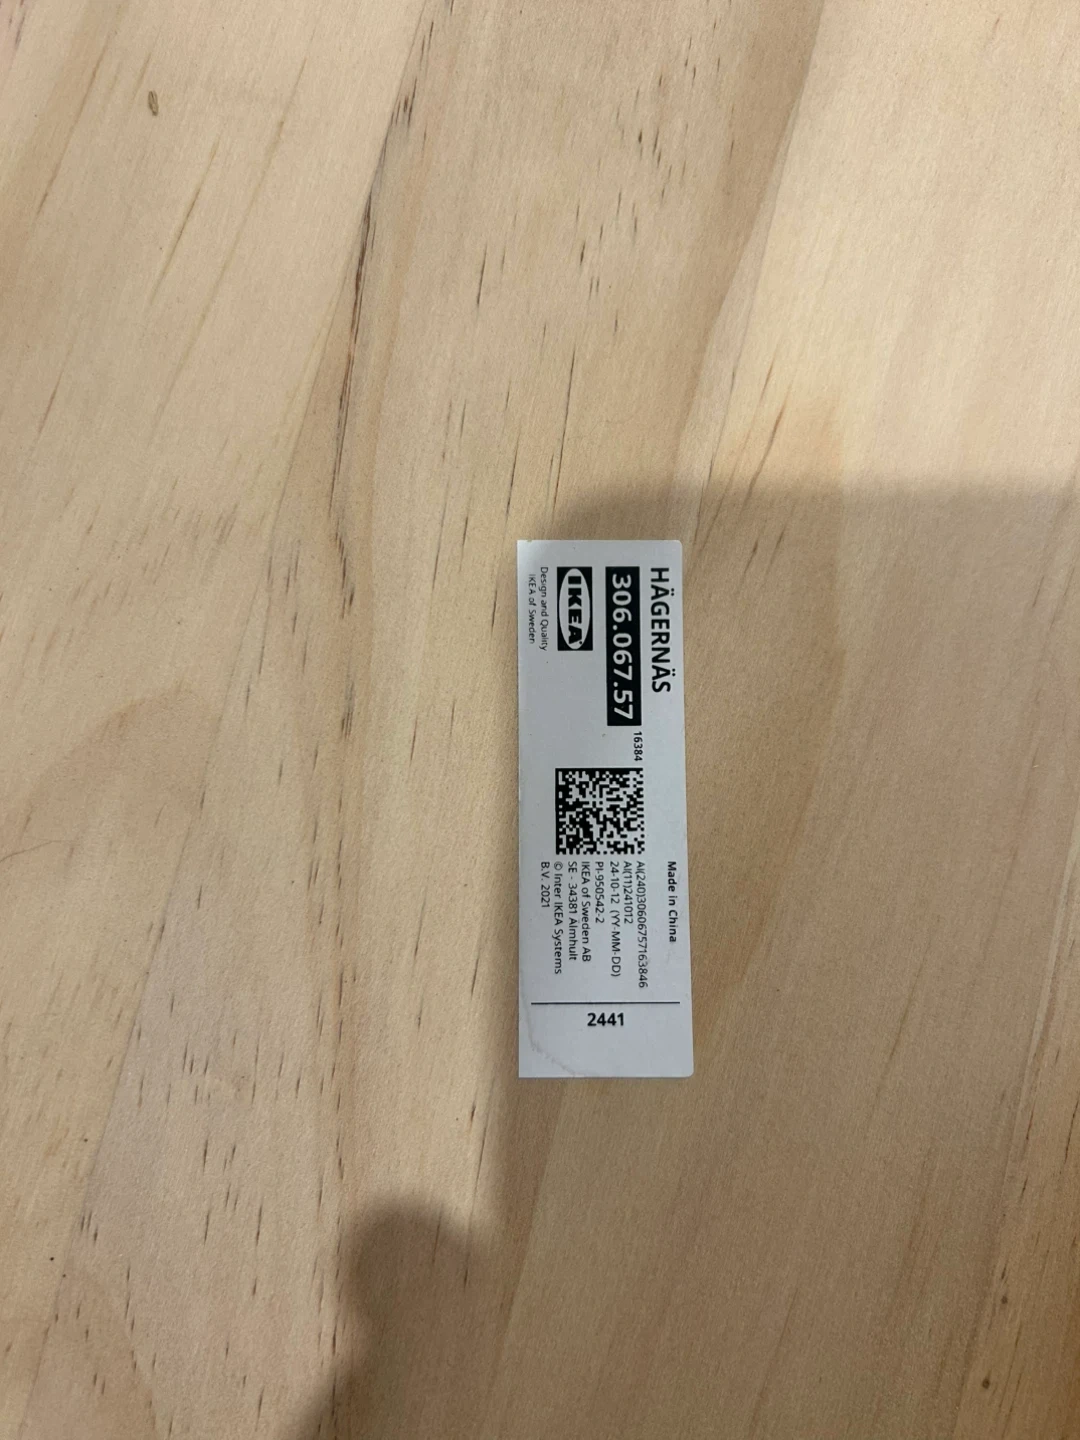 HÄGERNÄS
306.067.57
16384
IKEA
Design and Quality
IKEA of Sweden
Made in China
AI(240)30606757163846
AI(11)241012
24-10-12 (YY-MM-DD)
PI-950542-2
IKEA of Sweden AB
SE - 34381 Älmhult
© Inter IKEA Systems
B.V. 2021
2441